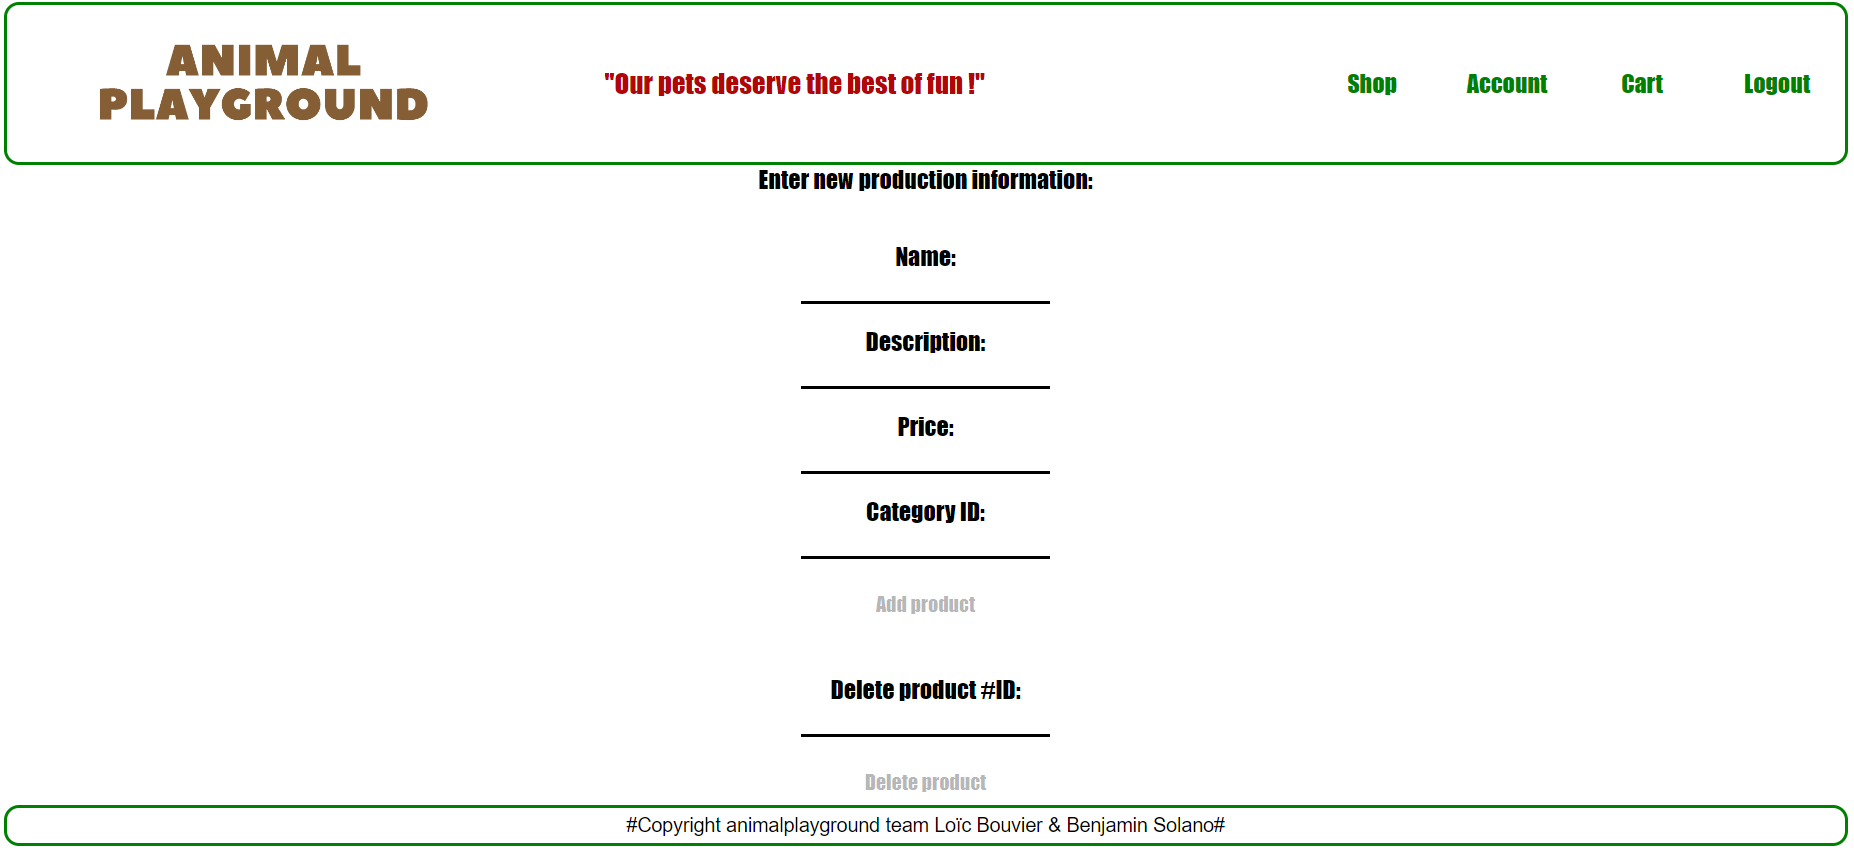 ANIMAL
PLAYGROUND
"Our pets deserve the best of fun !"
Shop Account Cart Logout
Enter new production information:
Name:
Description:
Price:
Category ID:
Add product
Delete product #ID:
Delete product
#Copyright animalplayground team Loïc Bouvier & Benjamin Solano#